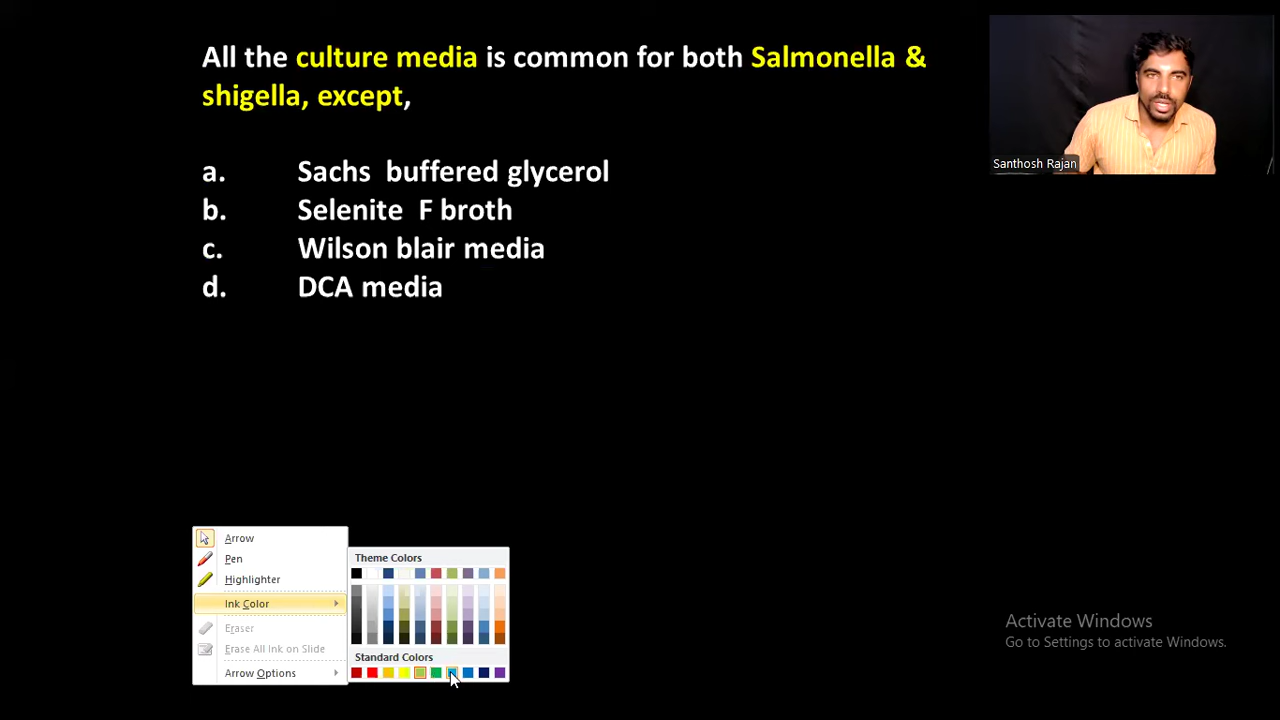 All the culture media is common for both Salmonella &
shigella, except,
a. Sachs buffered glycerol
b. Selenite F broth
c. Wilson blair media
d. DCA media
Santhosh Rajan
Arrow
Pen
Highlighter
Ink Color
Eraser
Erase All Ink on Slide
Arrow Options
Theme Colors
Standard Colors
Activate Windows
Go to Settings to activate Windows.